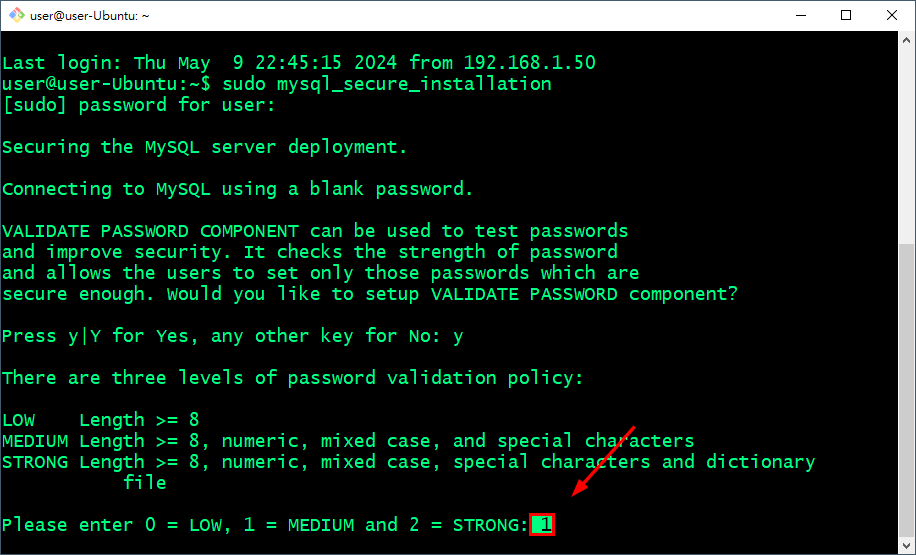 user@user-Ubuntu: ~
Last login: Thu May  9 22:45:15 2024 from 192.168.1.50
user@user-Ubuntu:~$ sudo mysql_secure_installation
[sudo] password for user:
Securing the MySQL server deployment.
Connecting to MySQL using a blank password.
VALIDATE PASSWORD COMPONENT can be used to test passwords
and improve security. It checks the strength of password
and allows the users to set only those passwords which are
secure enough. Would you like to setup VALIDATE PASSWORD component?
Press y|Y for Yes, any other key for No: y
There are three levels of password validation policy:
LOW    Length >= 8
MEDIUM Length >= 8, numeric, mixed case, and special characters
STRONG Length >= 8, numeric, mixed case, special characters and dictionary
file
Please enter 0 = LOW, 1 = MEDIUM and 2 = STRONG: 1